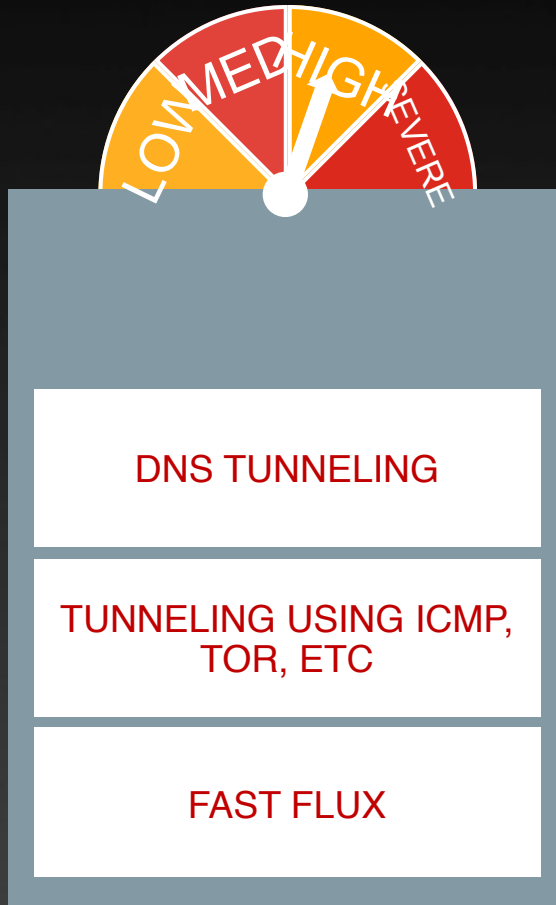 LOW
MED
HIGH
SEVERE
DNS TUNNELING
TUNNELING USING ICMP,
TOR, ETC
FAST FLUX